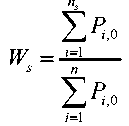 W_s = \frac{\sum_{i=1}^{n_s} P_{i,0}}{\sum_{i=1}^{n} P_{i,0}}